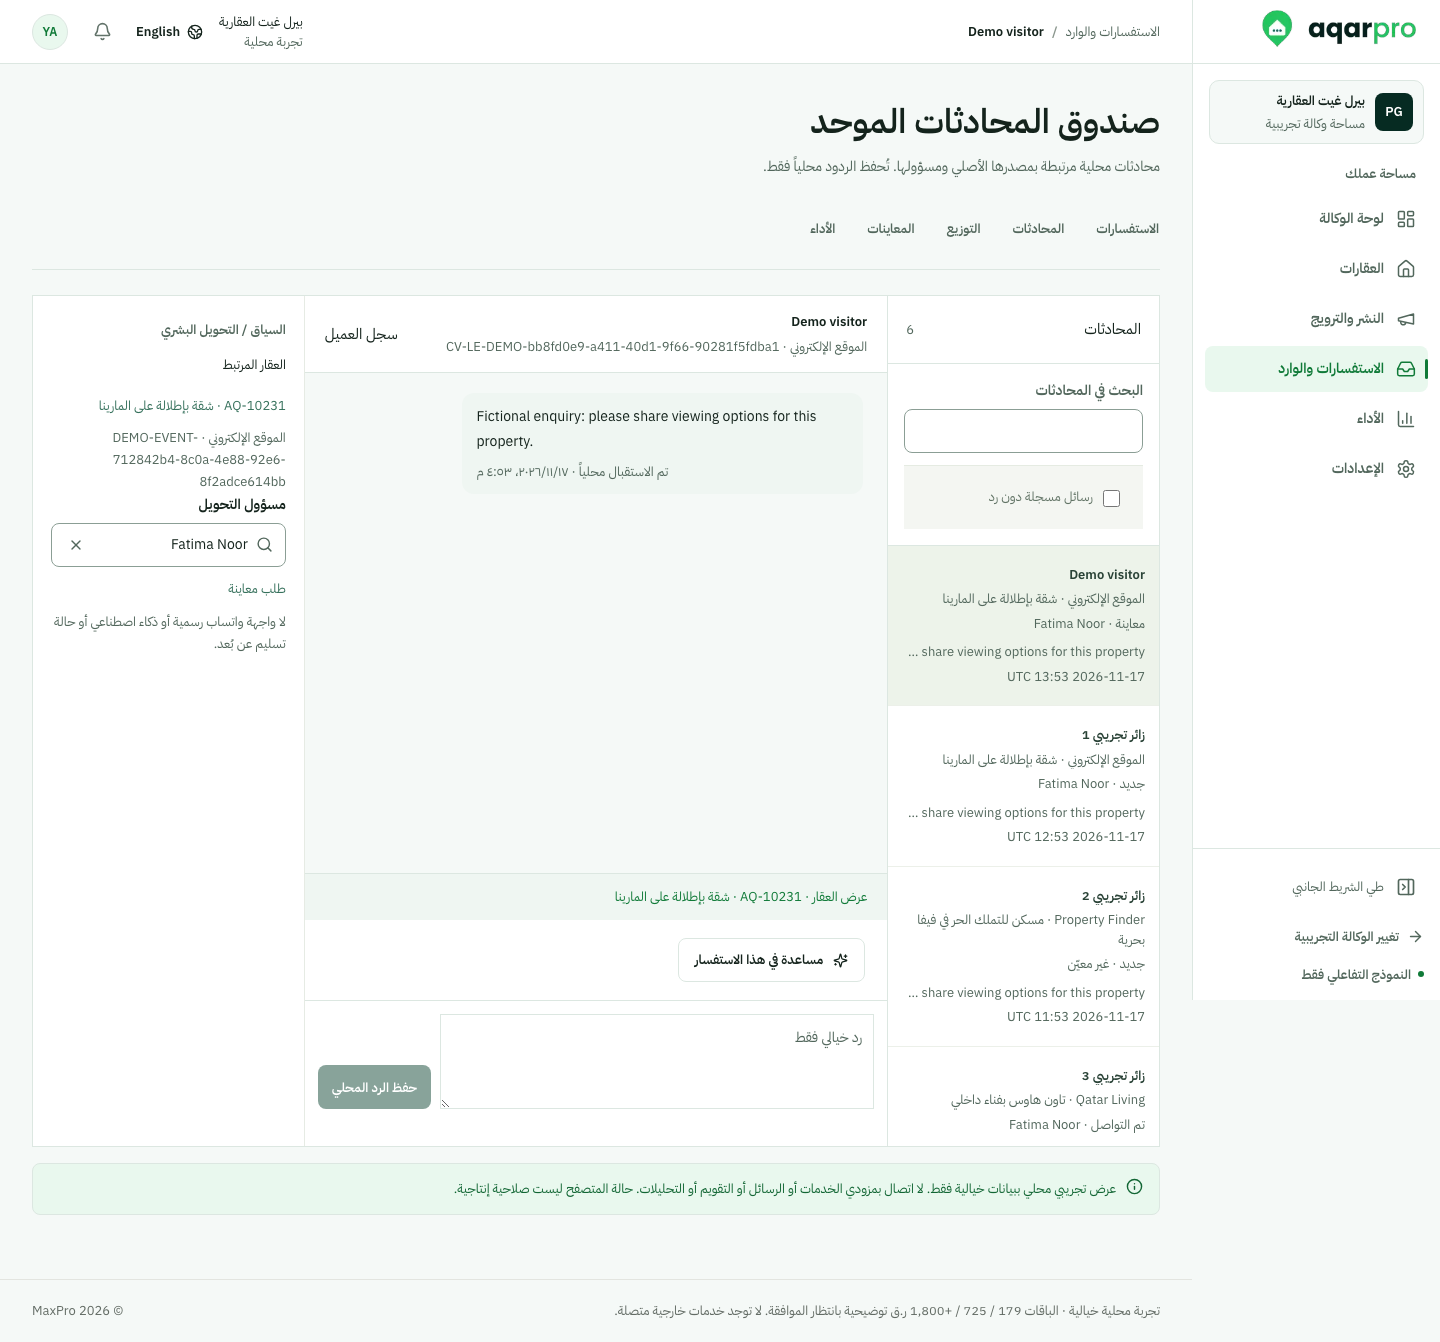 aqarpro
PG
بيرل غيت العقارية
مساحة وكالة تجريبية
مساحة عملك
لوحة الوكالة
العقارات
النشر والترويج
الاستفسارات والوارد
الأداء
الإعدادات
طي الشريط الجانبي
تغيير الوكالة التجريبية
النموذج التفاعلي فقط
الاستفسارات والوارد / Demo visitor
بيرل غيت العقارية
تجربة محلية
English
YA
صندوق المحادثات الموحد
محادثات محلية مرتبطة بمصدرها الأصلي ومسؤولها. تُحفظ الردود محلياً فقط.
الاستفسارات
المحادثات
التوزيع
المعاينات
الأداء
المحادثات
6
البحث في المحادثات
رسائل مسجلة دون رد
Demo visitor
الموقع الإلكتروني · شقة بإطلالة على المارينا
معاينة · Fatima Noor
... share viewing options for this property
UTC 13:53 2026-11-17
زائر تجريبي 1
الموقع الإلكتروني · شقة بإطلالة على المارينا
جديد · Fatima Noor
... share viewing options for this property
UTC 12:53 2026-11-17
زائر تجريبي 2
Property Finder · مسكن للتملك الحر في فيفا
بحرية
جديد · غير معيّن
... share viewing options for this property
UTC 11:53 2026-11-17
زائر تجريبي 3
Qatar Living · تاون هاوس بفناء داخلي
تم التواصل · Fatima Noor
Demo visitor
الموقع الإلكتروني · CV-LE-DEMO-bb8fd0e9-a411-40d1-9f66-90281f5fdba1
سجل العميل
Fictional enquiry: please share viewing options for this
property.
تم الاستقبال محلياً · ٢٠٢٦/١١/١٧، ٤:٥٣ م
عرض العقار · AQ-10231 · شقة بإطلالة على المارينا
مساعدة في هذا الاستفسار
رد خيالي فقط
حفظ الرد المحلي
السياق / التحويل البشري
العقار المرتبط
AQ-10231 · شقة بإطلالة على المارينا
الموقع الإلكتروني · DEMO-EVENT-
712842b4-8c0a-4e88-92e6-
8f2adce614bb
مسؤول التحويل
Fatima Noor
طلب معاينة
لا واجهة واتساب رسمية أو ذكاء اصطناعي أو حالة
تسليم عن بُعد.
عرض تجريبي محلي ببيانات خيالية فقط. لا اتصال بمزودي الخدمات أو الرسائل أو التقويم أو التحليلات. حالة المتصفح ليست صلاحية إنتاجية.
تجربة محلية خيالية · الباقات 179 / 725 / +1,800 ر.ق توضيحية بانتظار الموافقة. لا توجد خدمات خارجية متصلة.
© 2026 MaxPro